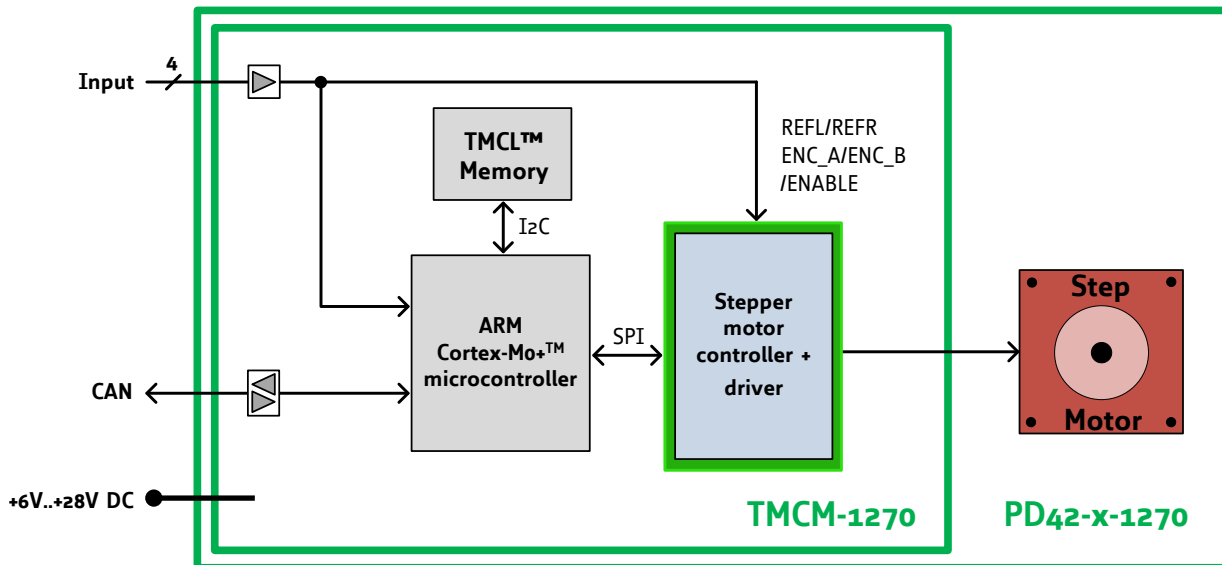 4
Input
TMCL™
Memory
REFL/REFR
ENC_A/ENC_B
/ENABLE
I2C
ARM
Cortex-M0+™
microcontroller
SPI
Stepper
motor
controller +
driver
Step
Motor
CAN
+6V..+28V DC
TMCM-1270
PD42-x-1270